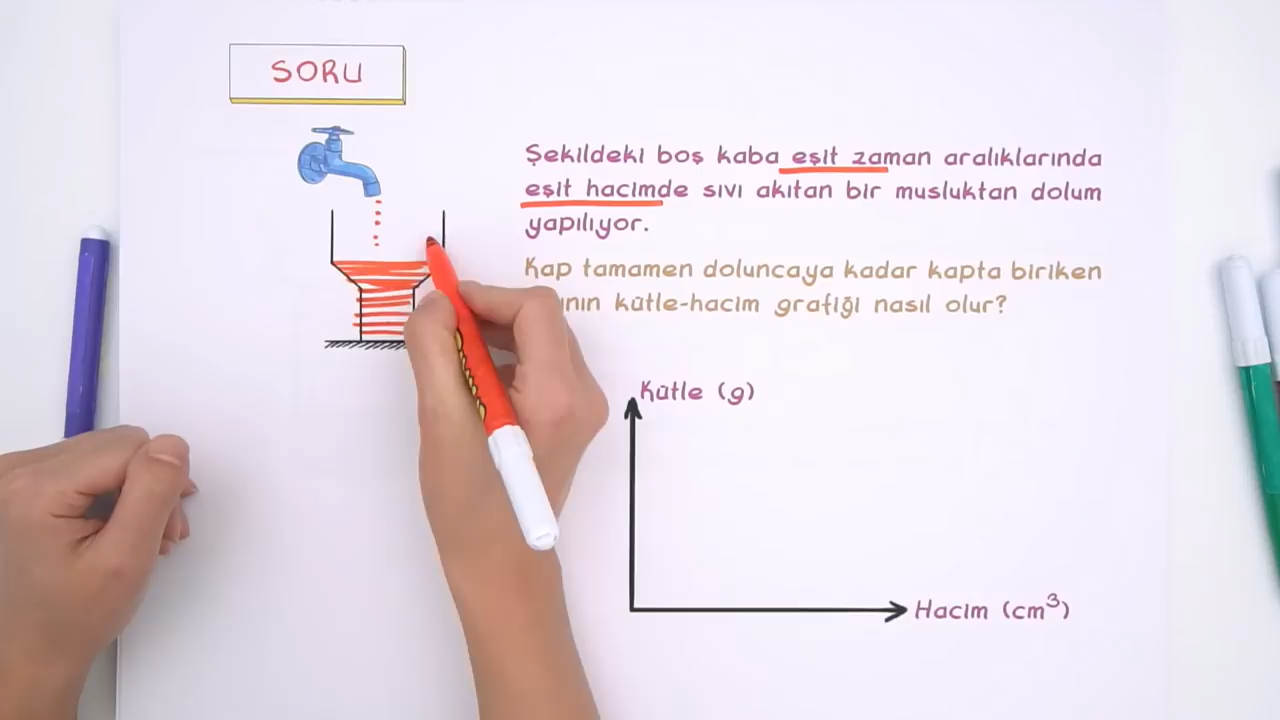 SORU
Şekildeki boş kaba eşit zaman aralıklarında
eşit hacimde sıvı akıtan bir musluktan dolum
yapılıyor.
Kap tamamen doluncaya kadar kapta biriken
kütle-hacim grafiği nasıl olur?
Kütle (g)
Hacim (cm³)